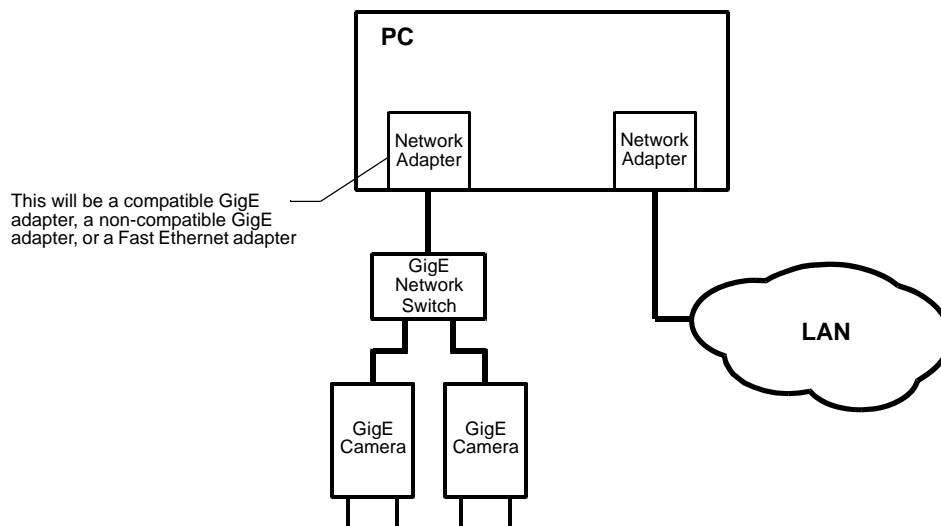 PC
Network
Adapter
Network
Adapter
This will be a compatible GigE
adapter, a non-compatible GigE
adapter, or a Fast Ethernet adapter
GigE
Network
Switch
LAN
GigE
Camera
GigE
Camera